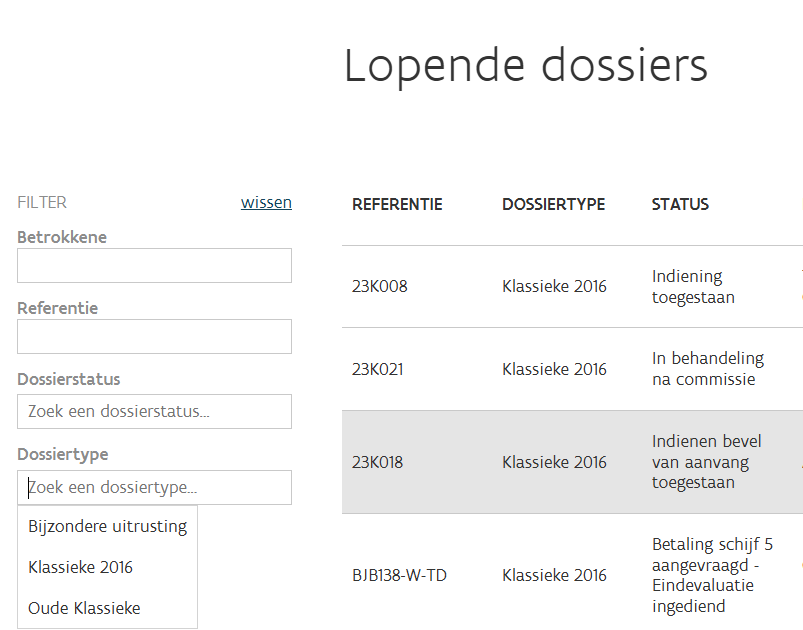 Lopende dossiers
FILTER wissen
Betrokkene
Referentie
Dossierstatus
Zoek een dossierstatus...
Dossiertype
Zoek een dossiertype...
Bijzondere uitrusting
Klassieke 2016
Oude Klassieke
REFERENTIE DOSSIERTYPE STATUS
23K008 Klassieke 2016 Indiening
toegestaan
23K021 Klassieke 2016 In behandeling
na commissie
23K018 Klassieke 2016 Indienen bevel
van aanvang
toegestaan
BJB138-W-TD Klassieke 2016 Betaling schijf 5
aangevraagd -
Eindevaluatie
ingediend